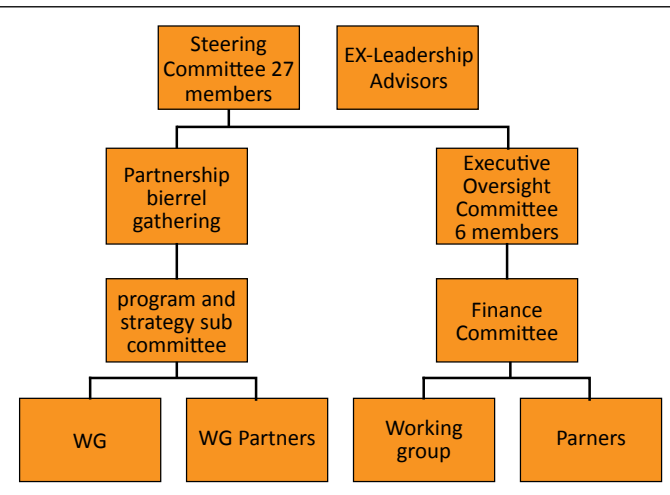 Steering
Committee 27
members
EX-Leadership
Advisors
Partnership
bierrel
gathering
Executive
Oversight
Committee
6 members
program and
strategy sub
committee
Finance
Committee
WG
WG Partners
Working
group
Parners